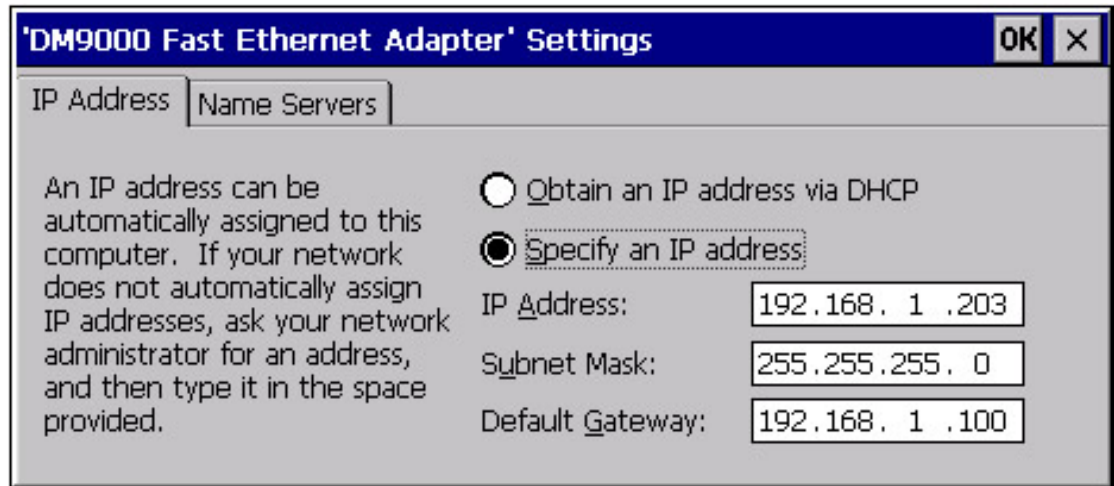 'DM9000 Fast Ethernet Adapter' Settings
OK ×
IP Address
Name Servers
An IP address can be
automatically assigned to this
computer. If your network
does not automatically assign
IP addresses, ask your network
administrator for an address,
and then type it in the space
provided.
Obtain an IP address via DHCP
Specify an IP address
IP Address: 192.168. 1 .203
Subnet Mask: 255.255.255. 0
Default Gateway: 192.168. 1 .100